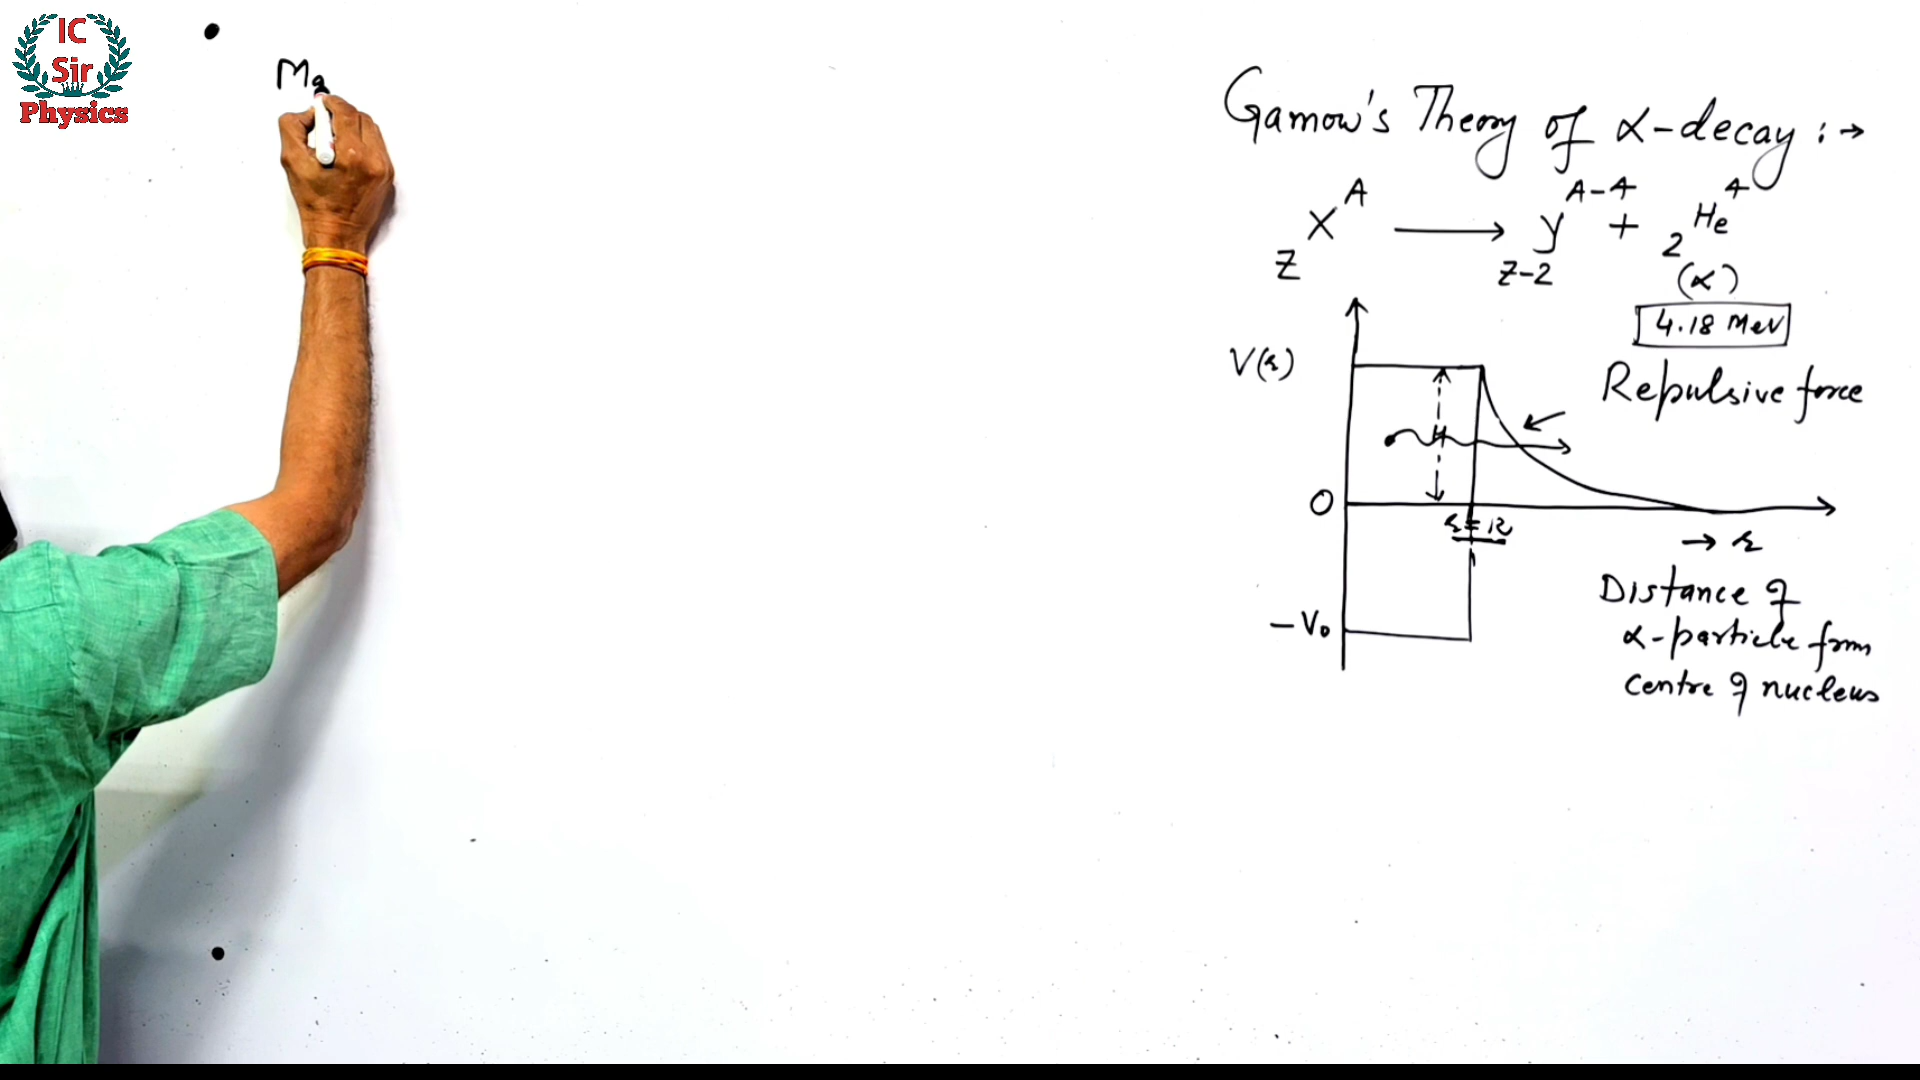 IC
Sir
Physics
Ma
Gamow's Theory of α-decay :→
A A-4 4
X → y + He
Z Z-2 2
(α)
4.18 MeV
V(r)
Repulsive force
0
r = R
→ r
Distance of
α-particle from
centre of nucleus
-V₀